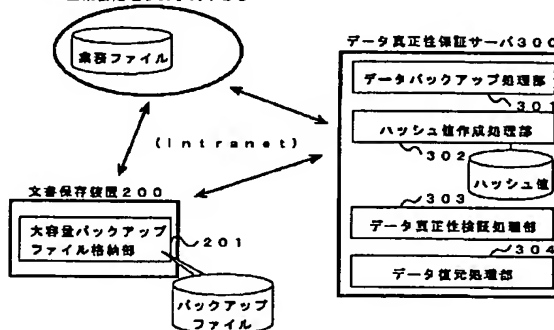 業務ファイル
データ真正性保証サーバ300
データバックアップ処理部
301
ハッシュ値作成処理部
302
ハッシュ値
(Intranet)
文書保存装置200
大容量バックアップ
ファイル格納部
201
バックアップ
ファイル
303
データ真正性検証処理部
304
データ復元処理部